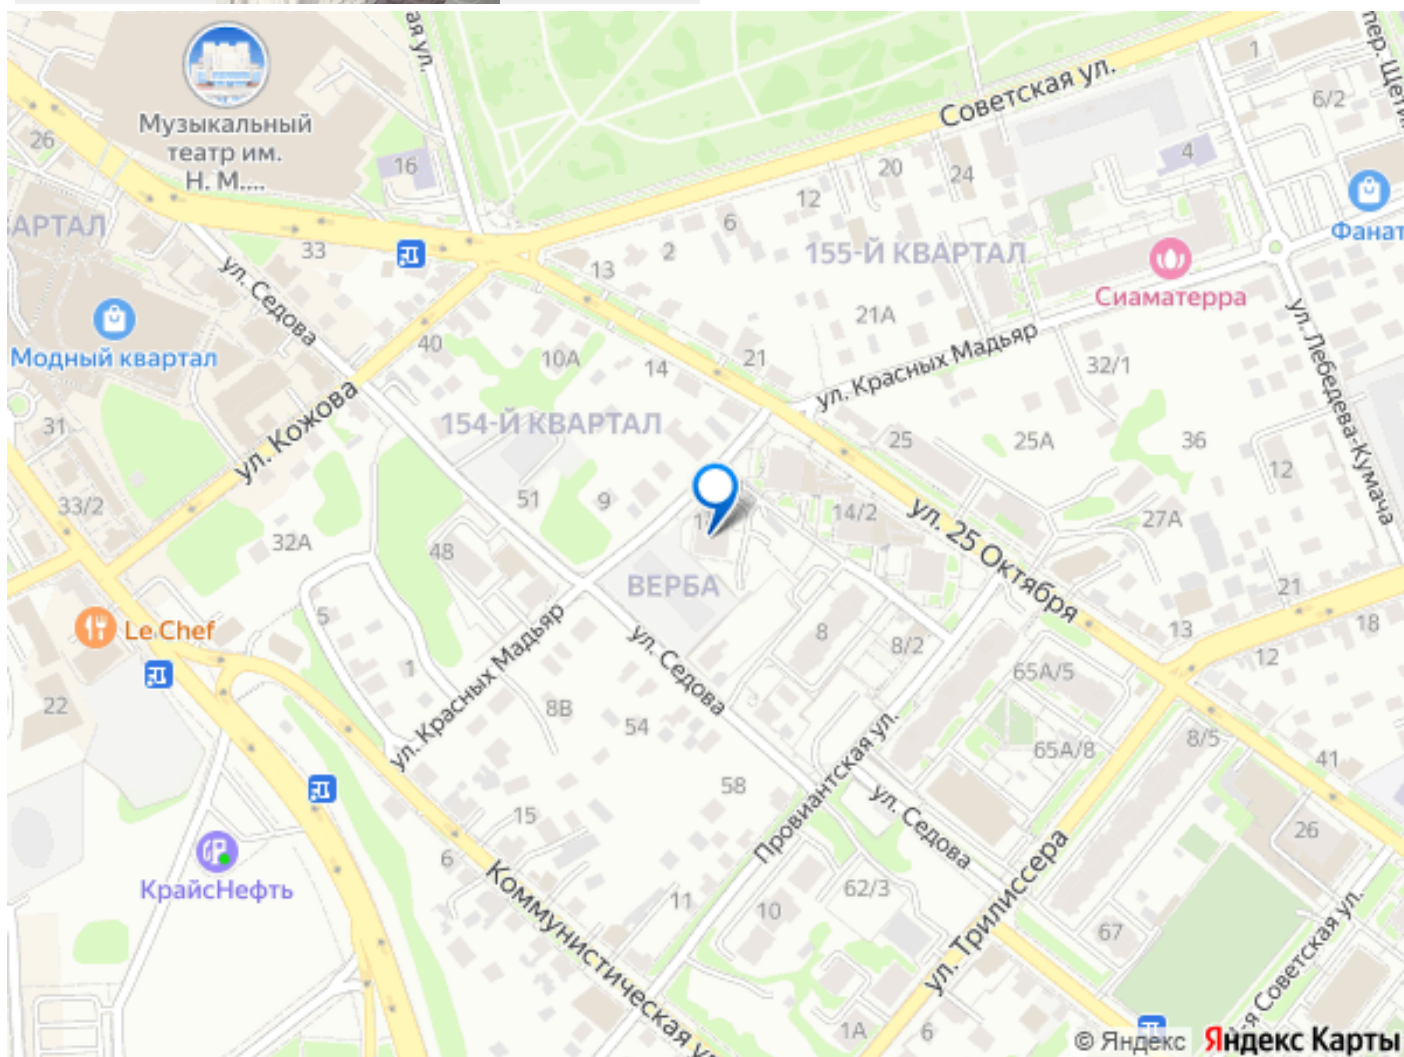 ая ул.
пер. Щети
1
Советская ул.
6/2
Музыкальный
театр им.
Н. М....
26
16
20
24
4
12
6
2
КВАРТАЛ
33
13
155-Й КВАРТАЛ
Фанат
Сиаматерра
ул. Седова
21А
Модный квартал
40
10А
14
21
ул. Красных Мадьяр
32/1
ул. Лебедева-Кумача
31
ул. Кожова
154-Й КВАРТАЛ
25
25А
36
12
33/2
51
9
14/2
ул. 25 Октября
27А
32А
48
ВЕРБА
21
5
Le Chef
ул. Красных Мадьяр
ул. Седова
8
8/2
13
18
12
1
65А/5
22
8В
54
65А/8
8/5
41
58
Провиантская ул.
ул. Седова
15
26
6
КрайсНефть
Коммунистическая ул.
11
10
62/3
ул. Трилиссера
67
-я Советская ул.
1А
6
© Яндекс Яндекс Карты